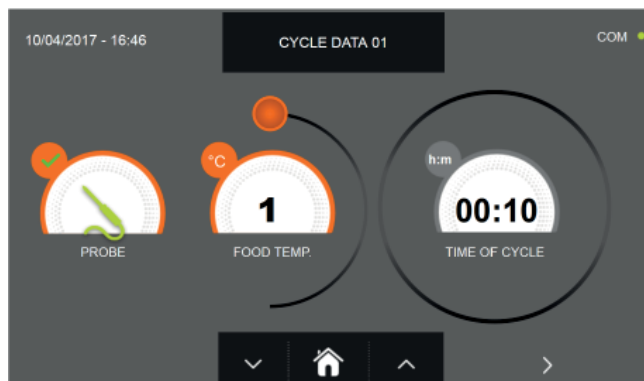 10/04/2017 - 16:46
CYCLE DATA 01
COM
°C
h:m
1
00:10
PROBE
FOOD TEMP.
TIME OF CYCLE